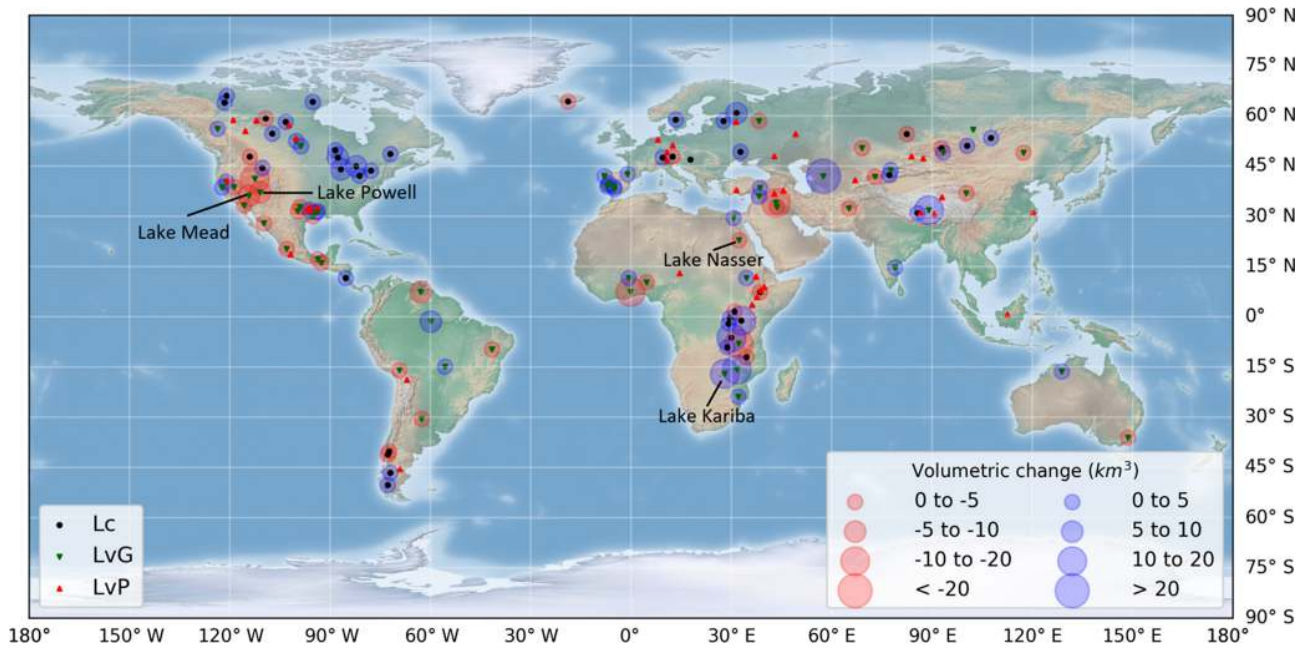 90° N
75° N
60° N
45° N
30° N
15° N
0°
15° S
30° S
45° S
60° S
75° S
90° S
Lake Powell
Lake Mead
Lake Nasser
Lake Kariba
Lc
LvG
LvP
Volumetric change (km³)
0 to -5 0 to 5
-5 to -10 5 to 10
-10 to -20 10 to 20
< -20 > 20
180° 150° W 120° W 90° W 60° W 30° W 0° 30° E 60° E 90° E 120° E 150° E 180°